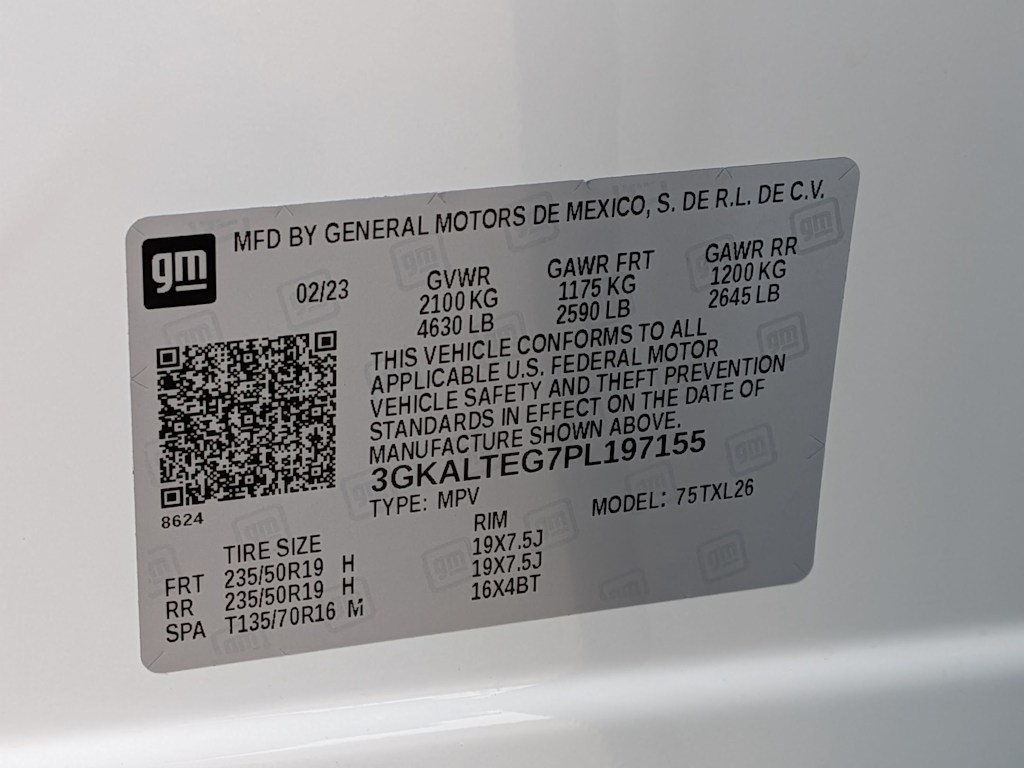 gm
MFD BY GENERAL MOTORS DE MEXICO, S. DE R.L. DE C.V.
02/23
GVWR
2100 KG
4630 LB
GAWR FRT
1175 KG
2590 LB
GAWR RR
1200 KG
2645 LB
THIS VEHICLE CONFORMS TO ALL
APPLICABLE U.S. FEDERAL MOTOR
VEHICLE SAFETY AND THEFT PREVENTION
STANDARDS IN EFFECT ON THE DATE OF
MANUFACTURE SHOWN ABOVE.
3GKALTEG7PL197155
TYPE: MPV MODEL: 75TXL26
8624
TIRE SIZE RIM
FRT 235/50R19 H 19X7.5J
RR 235/50R19 H 19X7.5J
SPA T135/70R16 M 16X4BT